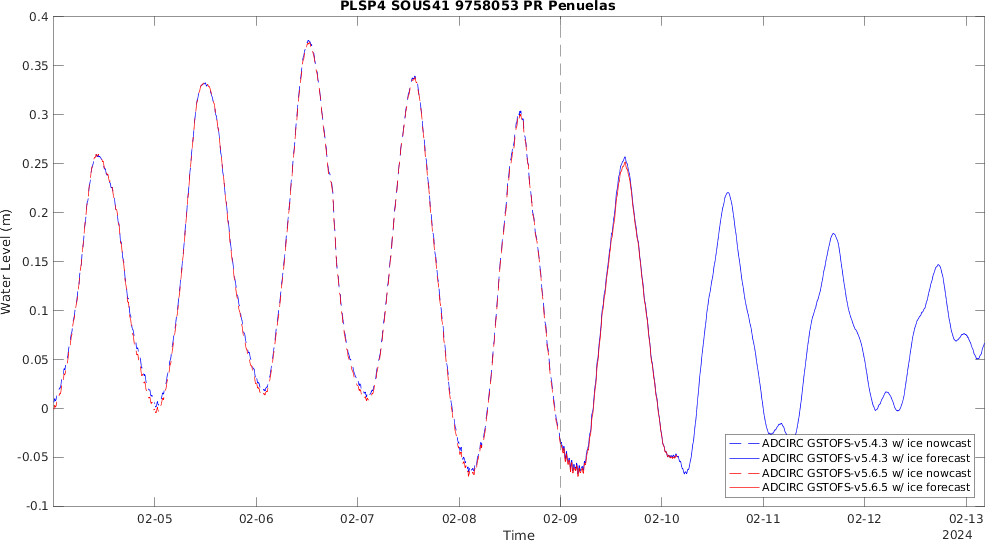 PLSP4 SOUS41 9758053 PR Penuelas
Water Level (m)
0.4
0.35
0.3
0.25
0.2
0.15
0.1
0.05
0
-0.05
-0.1
02-05 02-06 02-07 02-08 02-09 02-10 02-11 02-12 02-13
Time
2024
ADCIRC GSTOFS-v5.4.3 w/ ice nowcast
ADCIRC GSTOFS-v5.4.3 w/ ice forecast
ADCIRC GSTOFS-v5.6.5 w/ ice nowcast
ADCIRC GSTOFS-v5.6.5 w/ ice forecast